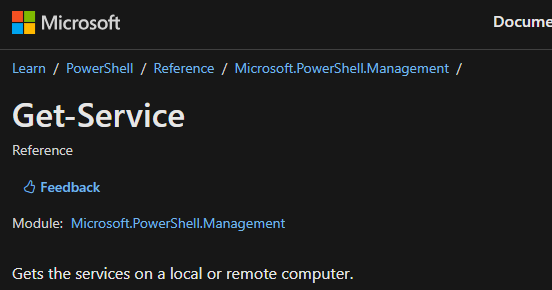 Microsoft
Docume
Learn / PowerShell / Reference / Microsoft.PowerShell.Management /
Get-Service
Reference
Feedback
Module: Microsoft.PowerShell.Management
Gets the services on a local or remote computer.